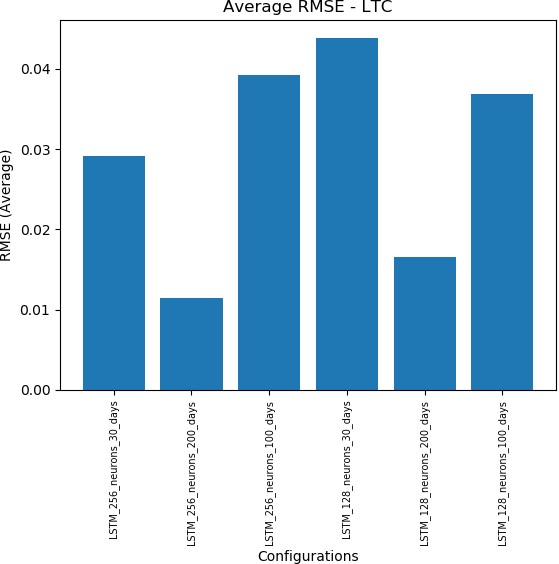 Average RMSE - LTC
RMSE (Average)
0.04
0.03
0.02
0.01
0.00
LSTM_256_neurons_30_days
LSTM_256_neurons_200_days
LSTM_256_neurons_100_days
LSTM_128_neurons_30_days
LSTM_128_neurons_200_days
LSTM_128_neurons_100_days
Configurations